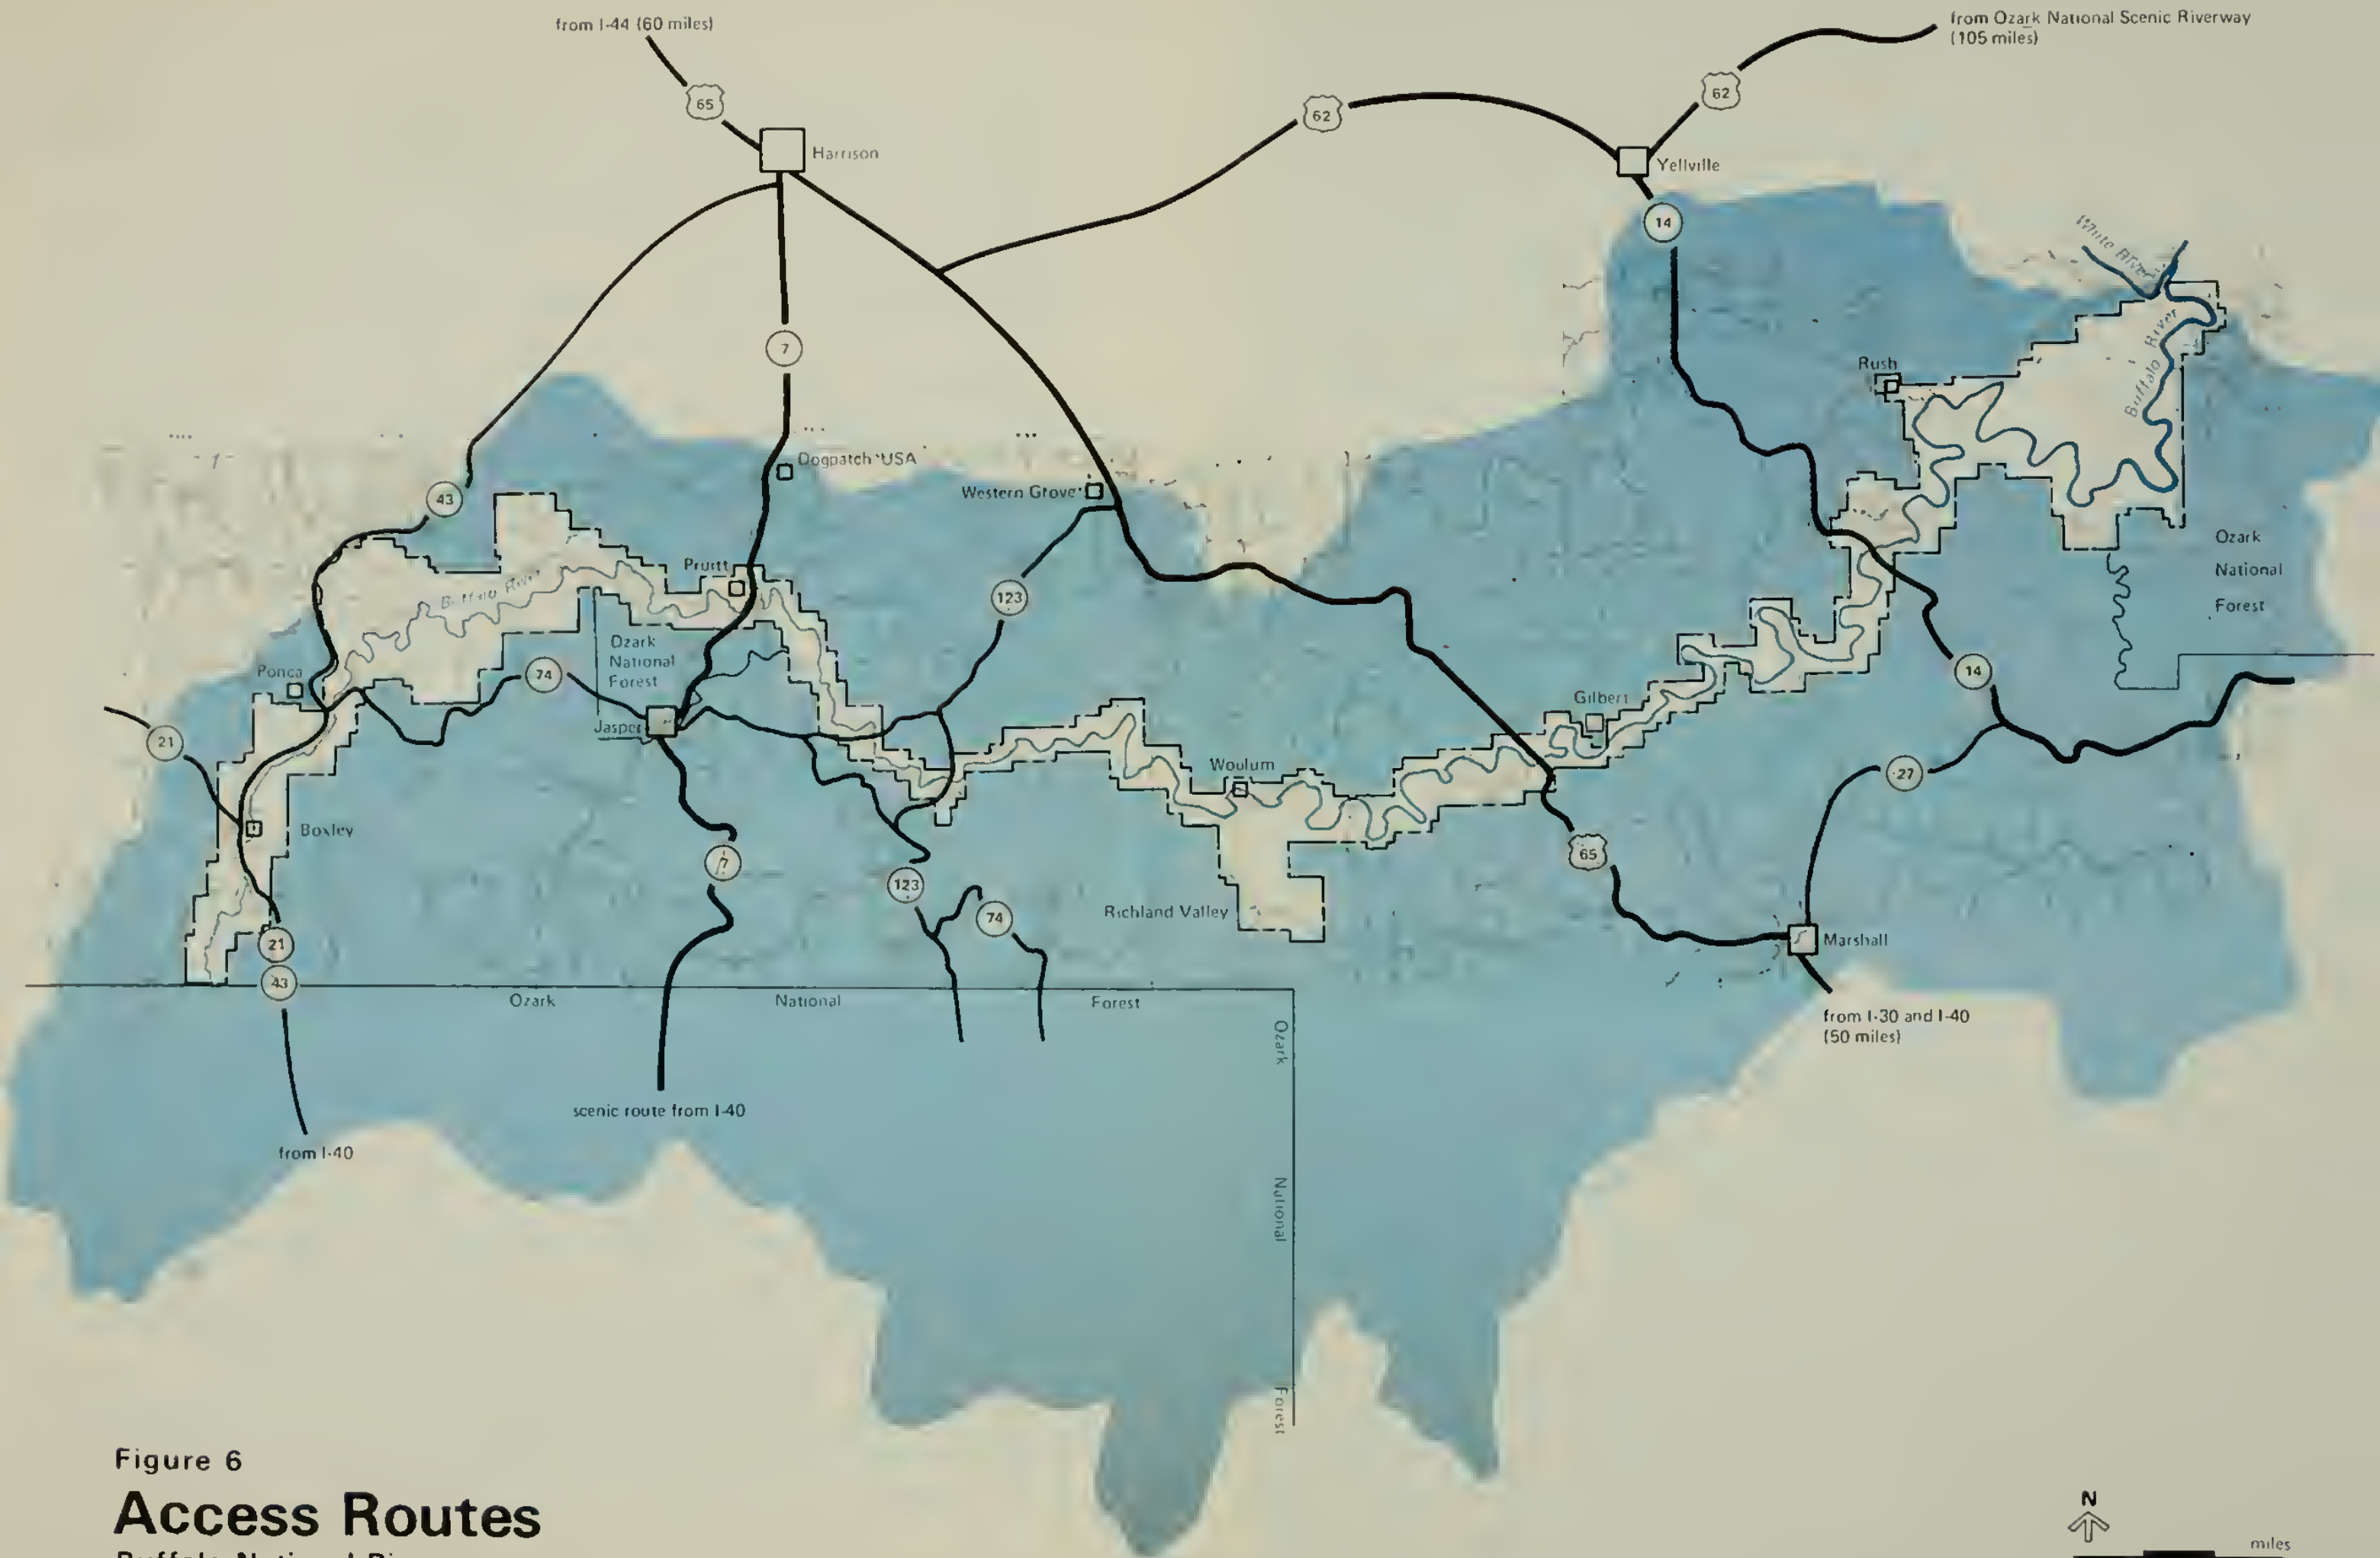 from I-44 (60 miles)
from Ozark National Scenic Riverway
(105 miles)
65
62
62
Harrison
Yellville
14
White River
7
Buffalo River
Rush
Dogpatch USA
Western Grove
43
Ozark
National
Forest
Pruitt
Buffalo River
123
Ozark
National
Forest
Ponca
74
14
Gilbert
Jasper
21
Woulum
27
Boxley
65
7
123
74
Richland Valley
21
Marshall
43
Ozark National Forest
from I-30 and I-40
(50 miles)
Ozark National Forest
scenic route from I-40
from I-40
Figure 6
Access Routes
N
miles